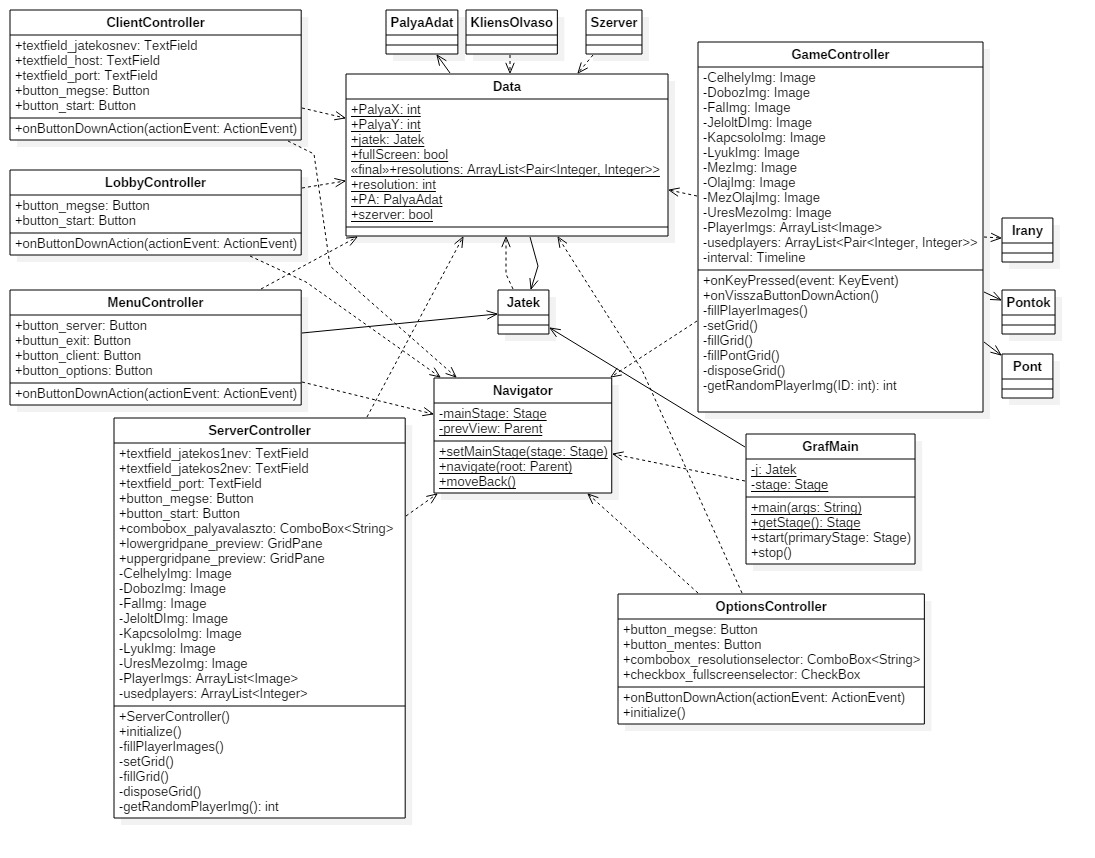 ClientController
+textfield_jatekosnev: TextField
+textfield_host: TextField
+textfield_port: TextField
+button_megse: Button
+button_start: Button
+onButtonDownAction(actionEvent: ActionEvent)
LobbyController
+button_megse: Button
+button_start: Button
+onButtonDownAction(actionEvent: ActionEvent)
MenuController
+button_server: Button
+buttun_exit: Button
+button_client: Button
+button_options: Button
+onButtonDownAction(actionEvent: ActionEvent)
PalyaAdat
KliensOlvaso
Szerver
Data
+PalyaX: int
+PalyaY: int
+jatek: Jatek
+fullScreen: bool
«final»+resolutions: ArrayList<Pair<Integer, Integer>>
+resolution: int
+PA: PalyaAdat
+szerver: bool
GameController
-CelhelyImg: Image
-DobozImg: Image
-FalImg: Image
-JeloltDImg: Image
-KapcsoloImg: Image
-LyukImg: Image
-MezImg: Image
-OlajImg: Image
-MezOlajImg: Image
-UresMezoImg: Image
-PlayerImgs: ArrayList<Image>
-usedplayers: ArrayList<Pair<Integer, Integer>>
-interval: Timeline
+onKeyPressed(event: KeyEvent)
+onVisszaButtonDownAction()
-fillPlayerImages()
-setGrid()
-fillGrid()
-fillPontGrid()
-disposeGrid()
-getRandomPlayerImg(ID: int): int
Irany
Pontok
Pont
Jatek
Navigator
-mainStage: Stage
-prevView: Parent
+setMainStage(stage: Stage)
+navigate(root: Parent)
+moveBack()
ServerController
+textfield_jatekos1nev: TextField
+textfield_jatekos2nev: TextField
+textfield_port: TextField
+button_megse: Button
+button_start: Button
+combobox_palyavalaszto: ComboBox<String>
+lowergridpane_preview: GridPane
+uppergridpane_preview: GridPane
-CelhelyImg: Image
-DobozImg: Image
-FalImg: Image
-JeloltDImg: Image
-KapcsoloImg: Image
-LyukImg: Image
-UresMezoImg: Image
-PlayerImgs: ArrayList<Image>
-usedplayers: ArrayList<Integer>
+ServerController()
+initialize()
-fillPlayerImages()
-setGrid()
-fillGrid()
-disposeGrid()
-getRandomPlayerImg(): int
GrafMain
-j: Jatek
-stage: Stage
+main(args: String)
+getStage(): Stage
+start(primaryStage: Stage)
+stop()
OptionsController
+button_megse: Button
+button_mentes: Button
+combobox_resolutionselector: ComboBox<String>
+checkbox_fullscreenselector: CheckBox
+onButtonDownAction(actionEvent: ActionEvent)
+initialize()